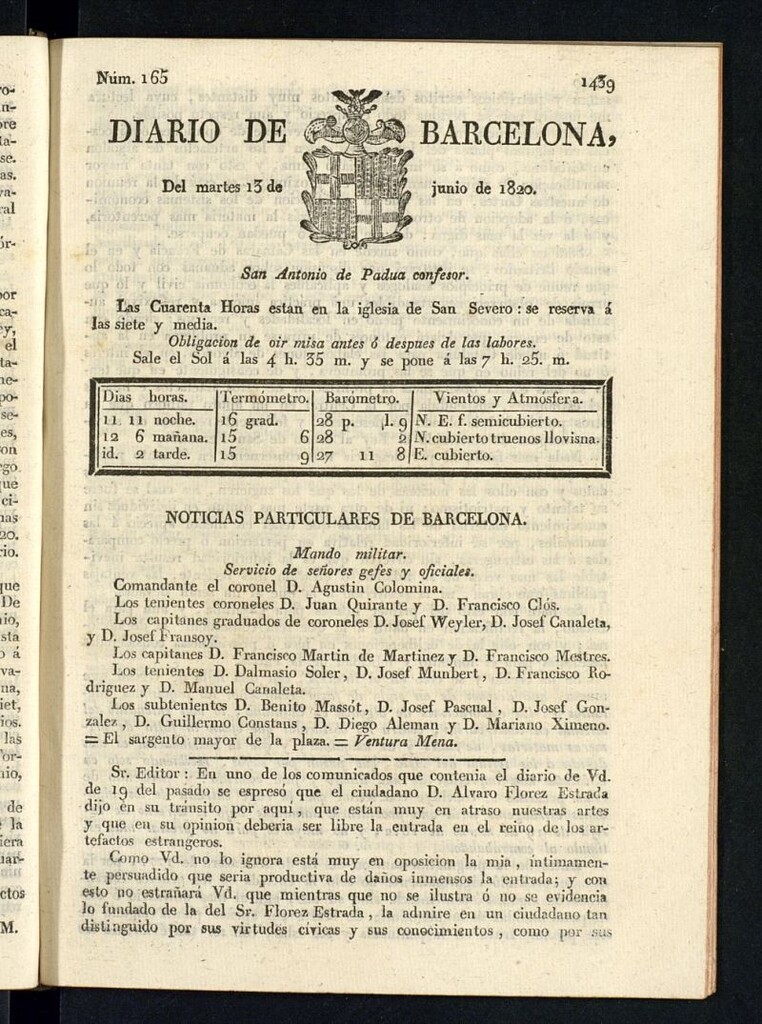 Núm. 165 1439
DIARIO DE BARCELONA,
Del martes 13 de junio de 1820.
San Antonio de Padua confesor.
Las Cuarenta Horas estan en la iglesia de San Severo : se reserva á
las siete y media.
Obligacion de oir misa antes ó despues de las labores.
Sale el Sol á las 4 h. 35 m. y se pone á las 7 h. 25. m.
Dias horas. Termómetro. Barómetro. Vientos y Atmósfera.
11 11 noche. 16 grad. 28 p. l. 9 N. E. f. semicubierto.
12 6 mañana. 15 6 28 2 N. cubierto truenos llovisna.
id. 2 tarde. 15 9 27 11 8 E. cubierto.
NOTICIAS PARTICULARES DE BARCELONA.
Mando militar.
Servicio de señores gefes y oficiales.
Comandante el coronel D. Agustin Colomina.
Los tenientes coroneles D. Juan Quirante y D. Francisco Clós.
Los capitanes graduados de coroneles D. Josef Weyler, D. Josef Canaleta,
y D. Josef Fransoy.
Los capitanes D. Francisco Martin de Martinez y D. Francisco Mestres.
Los tenientes D. Dalmasio Soler, D. Josef Munbert, D. Francisco Ro-
driguez y D. Manuel Canaleta.
Los subtenientes D. Benito Massót, D. Josef Pascual, D. Josef Gon-
zalez, D. Guillermo Constans, D. Diego Aleman y D. Mariano Ximeno.
= El sargento mayor de la plaza. = Ventura Mena.
Sr. Editor : En uno de los comunicados que contenia el diario de Vd.
de 19 del pasado se espresó que el ciudadano D. Alvaro Florez Estrada
dijo en su tránsito por aquí, que están muy en atraso nuestras artes
y que en su opinion deberia ser libre la entrada en el reino de los ar-
tefactos estrangeros.
Como Vd. no lo ignora está muy en oposicion la mia, íntimamen-
te persuadido que seria productiva de daños inmensos la entrada; y con
esto no estrañará Vd. que mientras que no se ilustra ó no se evidencia
lo fundado de la del Sr. Florez Estrada, la admire en un ciudadano tan
distinguido por sus virtudes cívicas y sus conocimientos, como por sus